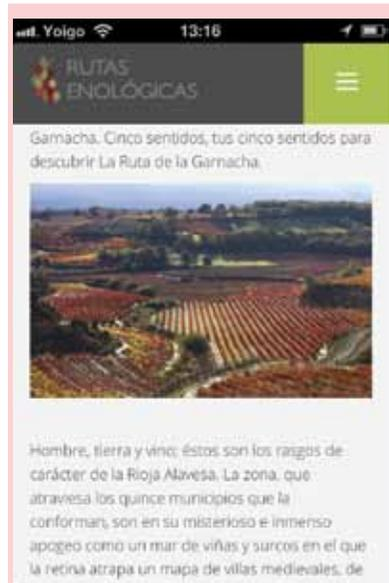 Yoigo 13:16
RUTAS
ENOLÓGICAS
Garnacha. Cinco sentidos, tus cinco sentidos para
descubrir La Ruta de la Garnacha.
Hombre, tierra y vino; éstos son los rasgos de
carácter de la Rioja Alavesa. La zona, que
atraviesa los quince municipios que la
conforman, son en su misterioso e inmenso
apogeo como un mar de viñas y surcos en el que
la retina atrapa un mapa de villas medievales, de